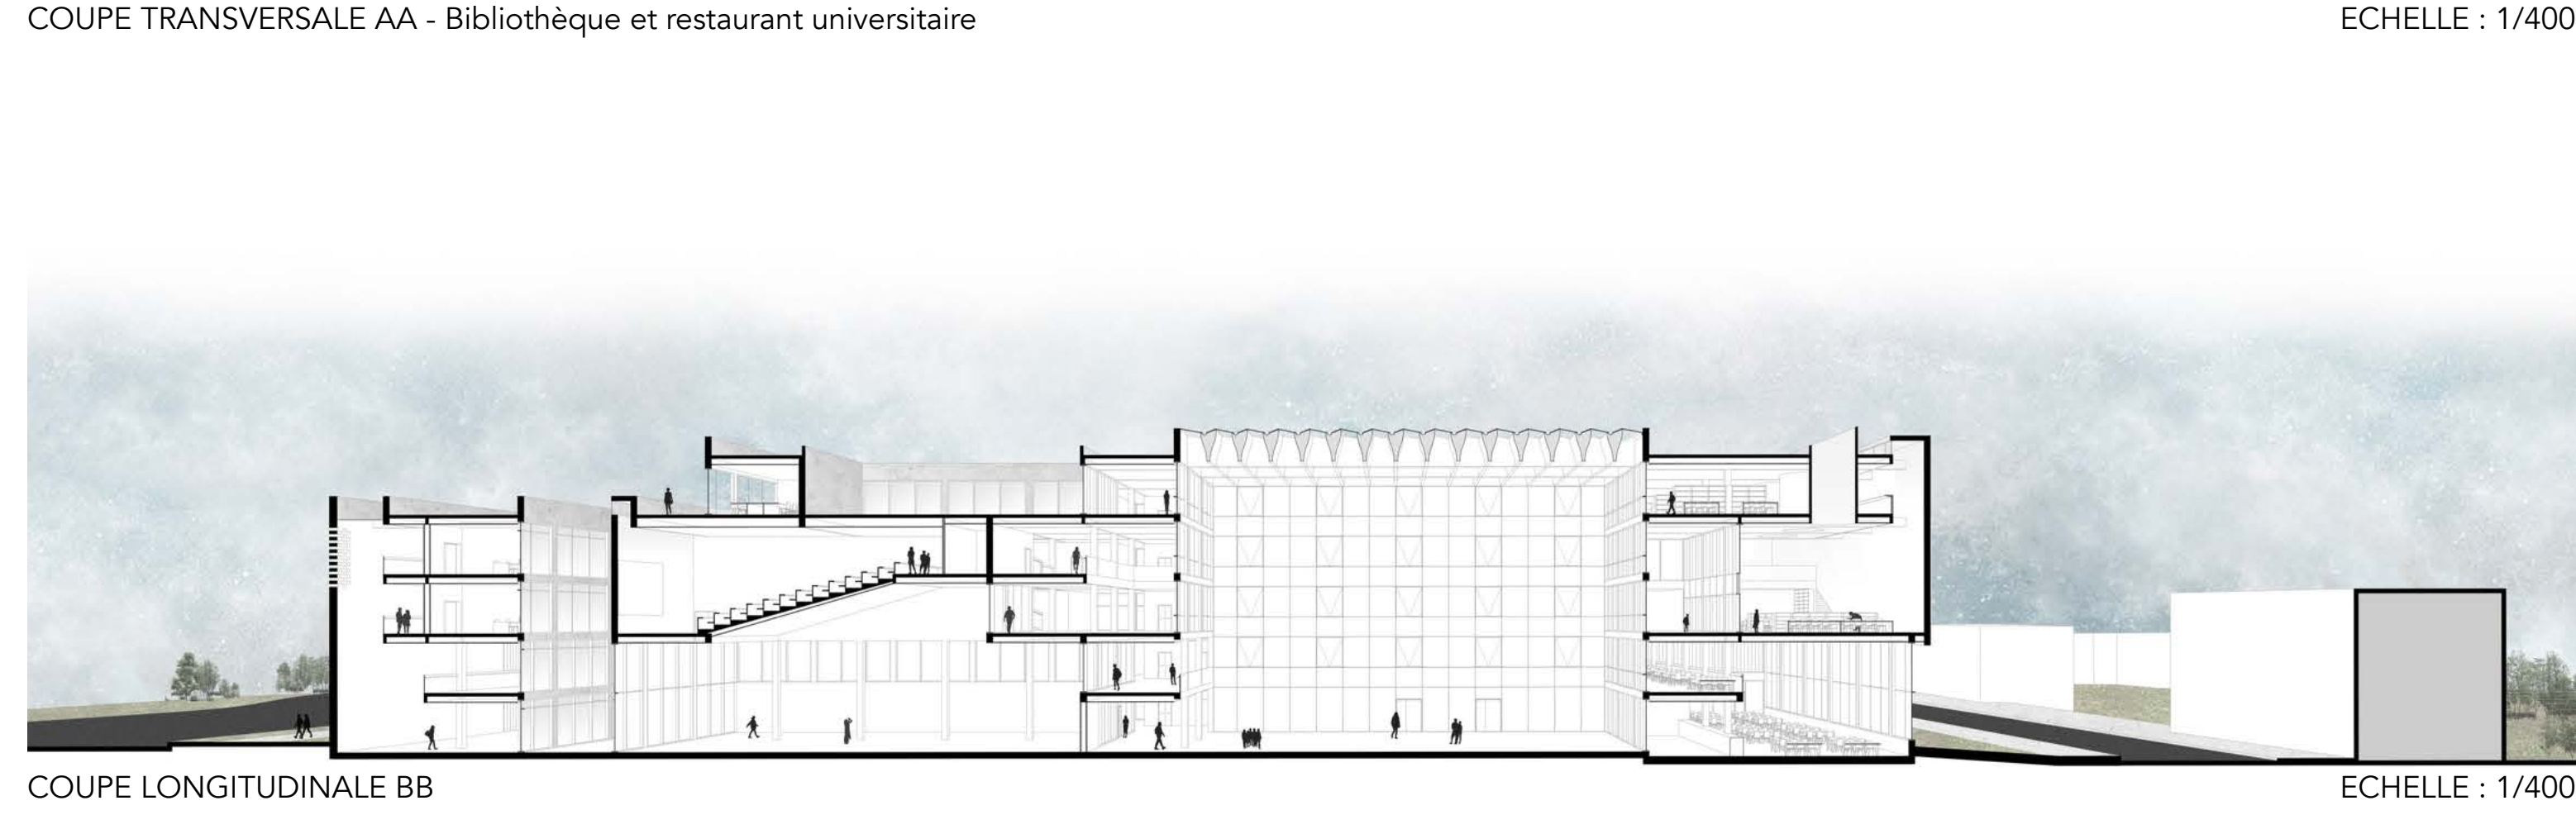 COUPE TRANSVERSALE AA - Bibliothèque et restaurant universitaire
ECHELLE : 1/400
COUPE LONGITUDINALE BB
ECHELLE : 1/400